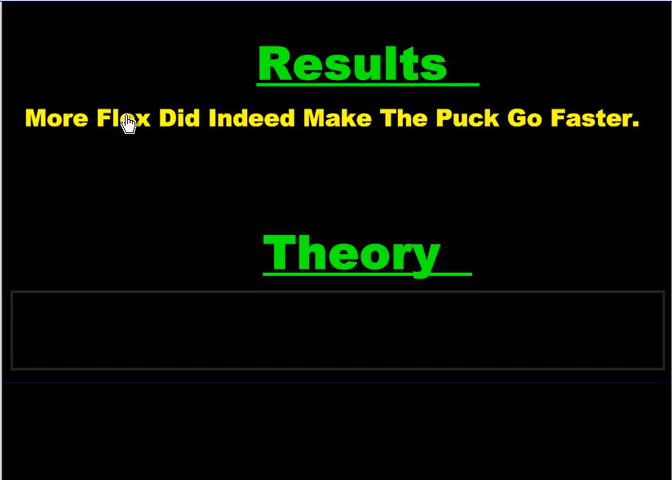 Results
More Flex Did Indeed Make The Puck Go Faster.
Theory